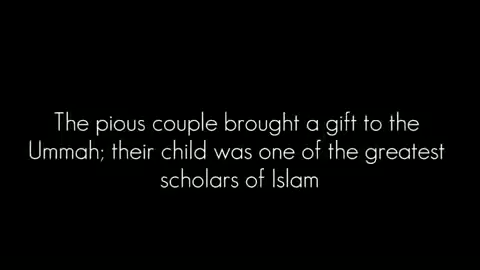 The pious couple brought a gift to the
Ummah; their child was one of the greatest
scholars of Islam